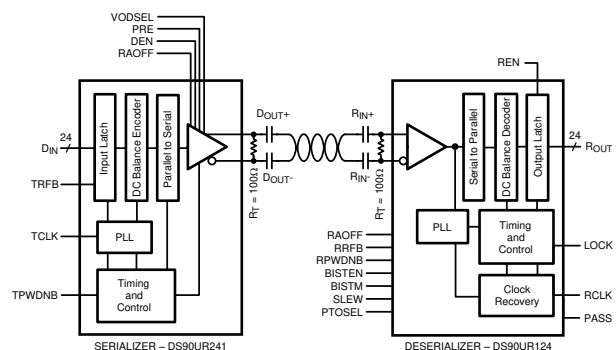 VODSEL
PRE
DEN
RAOFF
REN
24
DIN
TRFB
TCLK
TPWDNB
Input Latch
DC Balance Encoder
Parallel to Serial
PLL
Timing
and
Control
DOUT+
DOUT-
RT = 100Ω
RIN+
RIN-
RT = 100Ω
Serial to Parallel
DC Balance Decoder
Output Latch
24
ROUT
PLL
Timing
and
Control
Clock
Recovery
RAOFF
RRFB
RPWDNB
BISTEN
BISTM
SLEW
PTOSEL
LOCK
RCLK
PASS
SERIALIZER – DS90UR241
DESERIALIZER – DS90UR124